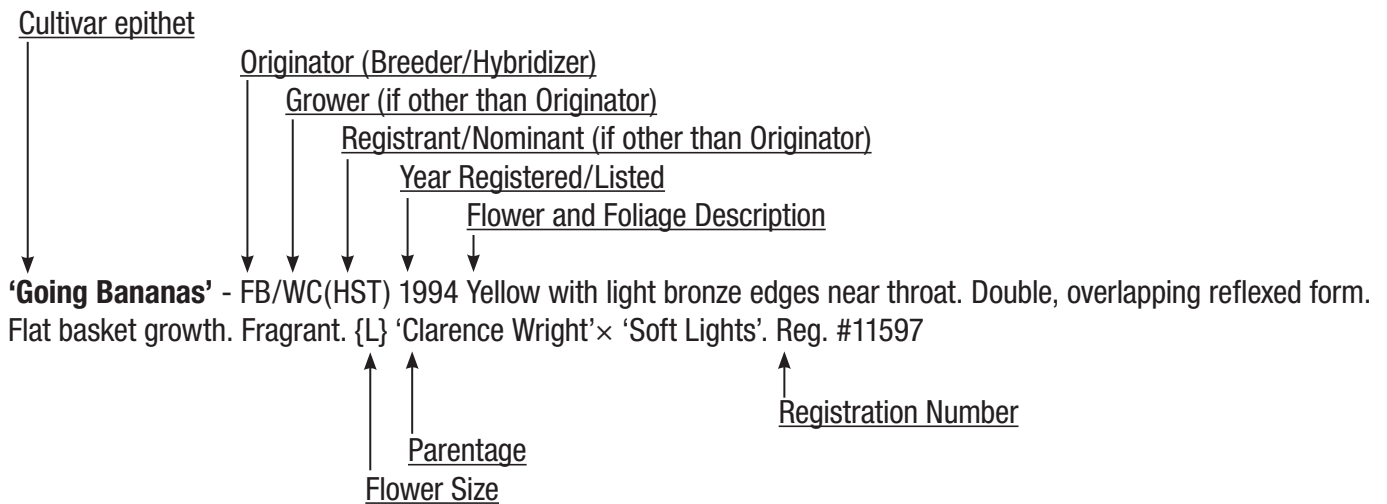 Cultivar epithet
Originator (Breeder/Hybridizer)
Grower (if other than Originator)
Registrant/Nominant (if other than Originator)
Year Registered/Listed
Flower and Foliage Description
‘Going Bananas’ - FB/WC(HST) 1994 Yellow with light bronze edges near throat. Double, overlapping reflexed form.
Flat basket growth. Fragrant. {L} ‘Clarence Wright’× ‘Soft Lights’. Reg. #11597
Registration Number
Parentage
Flower Size